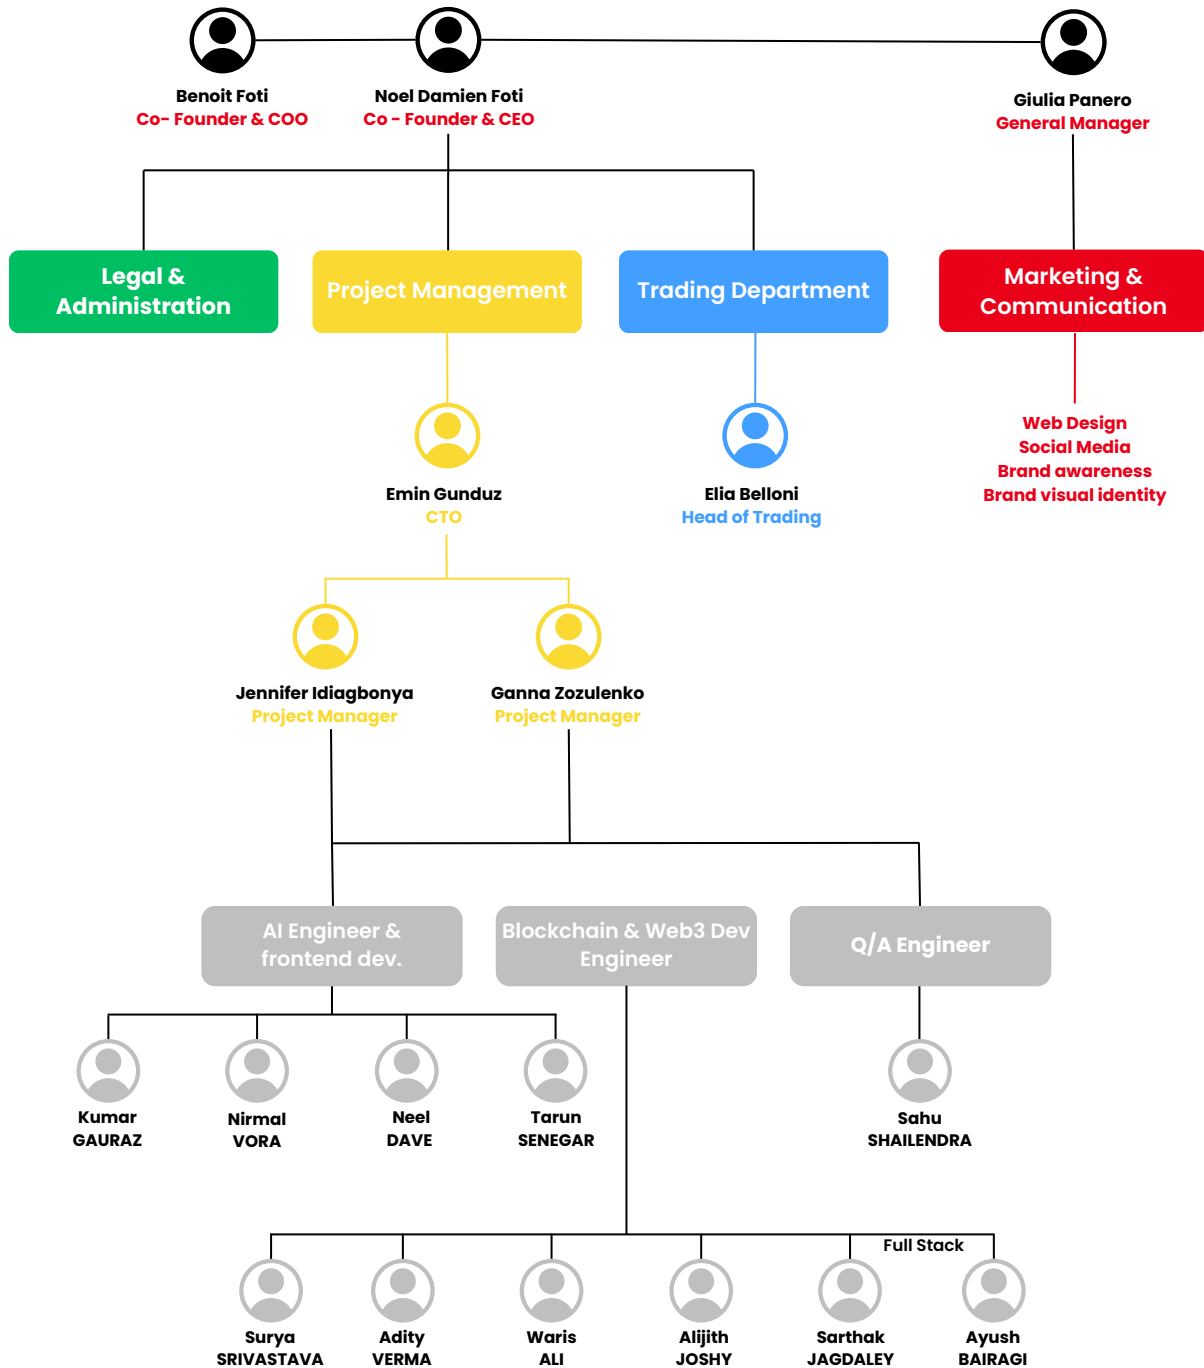 Benoit Foti
Co- Founder & COO
Noel Damien Foti
Co - Founder & CEO
Giulia Panero
General Manager
Legal &
Administration
Project Management
Trading Department
Marketing &
Communication
Emin Gunduz
CTO
Elia Belloni
Head of Trading
Web Design
Social Media
Brand awareness
Brand visual identity
Jennifer Idiagbonya
Project Manager
Ganna Zozulenko
Project Manager
AI Engineer &
frontend dev.
Blockchain & Web3 Dev
Engineer
Q/A Engineer
Kumar
GAURAZ
Nirmal
VORA
Neel
DAVE
Tarun
SENEGAR
Sahu
SHAILENDRA
Full Stack
Surya
SRIVASTAVA
Adity
VERMA
Waris
ALI
Alijith
JOSHY
Sarthak
JAGDALEY
Ayush
BAIRAGI